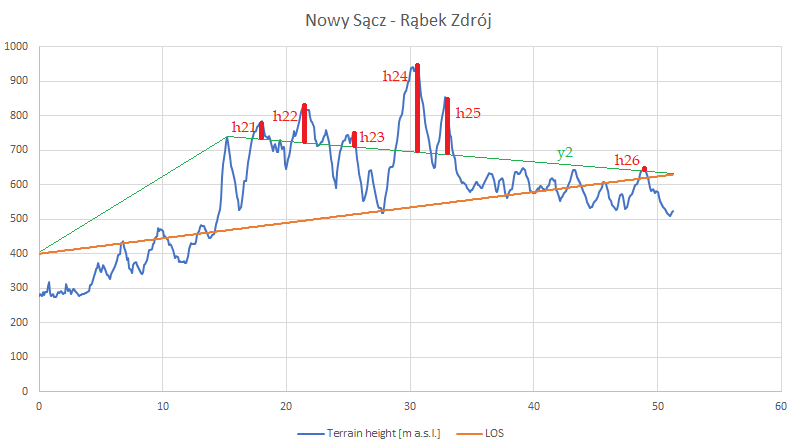 Nowy Sącz - Rąbek Zdrój
1000
900
800
700
600
500
400
300
200
100
0
h21
h22
h23
h24
h25
y2
h26
0 10 20 30 40 50 60
Terrain height [m a.s.l.] LOS